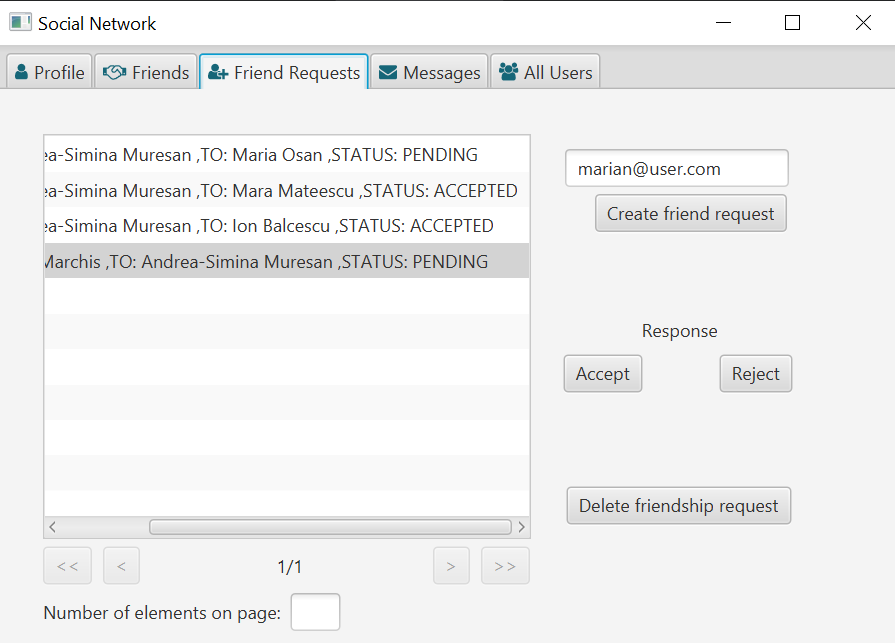 Social Network
Profile Friends Friend Requests Messages All Users
ea-Simina Muresan ,TO: Maria Osan ,STATUS: PENDING
ea-Simina Muresan ,TO: Mara Mateescu ,STATUS: ACCEPTED
ea-Simina Muresan ,TO: Ion Balcescu ,STATUS: ACCEPTED
Marchis ,TO: Andrea-Simina Muresan ,STATUS: PENDING
marian@user.com
Create friend request
Response
Accept Reject
Delete friendship request
<< < 1/1 > >>
Number of elements on page: